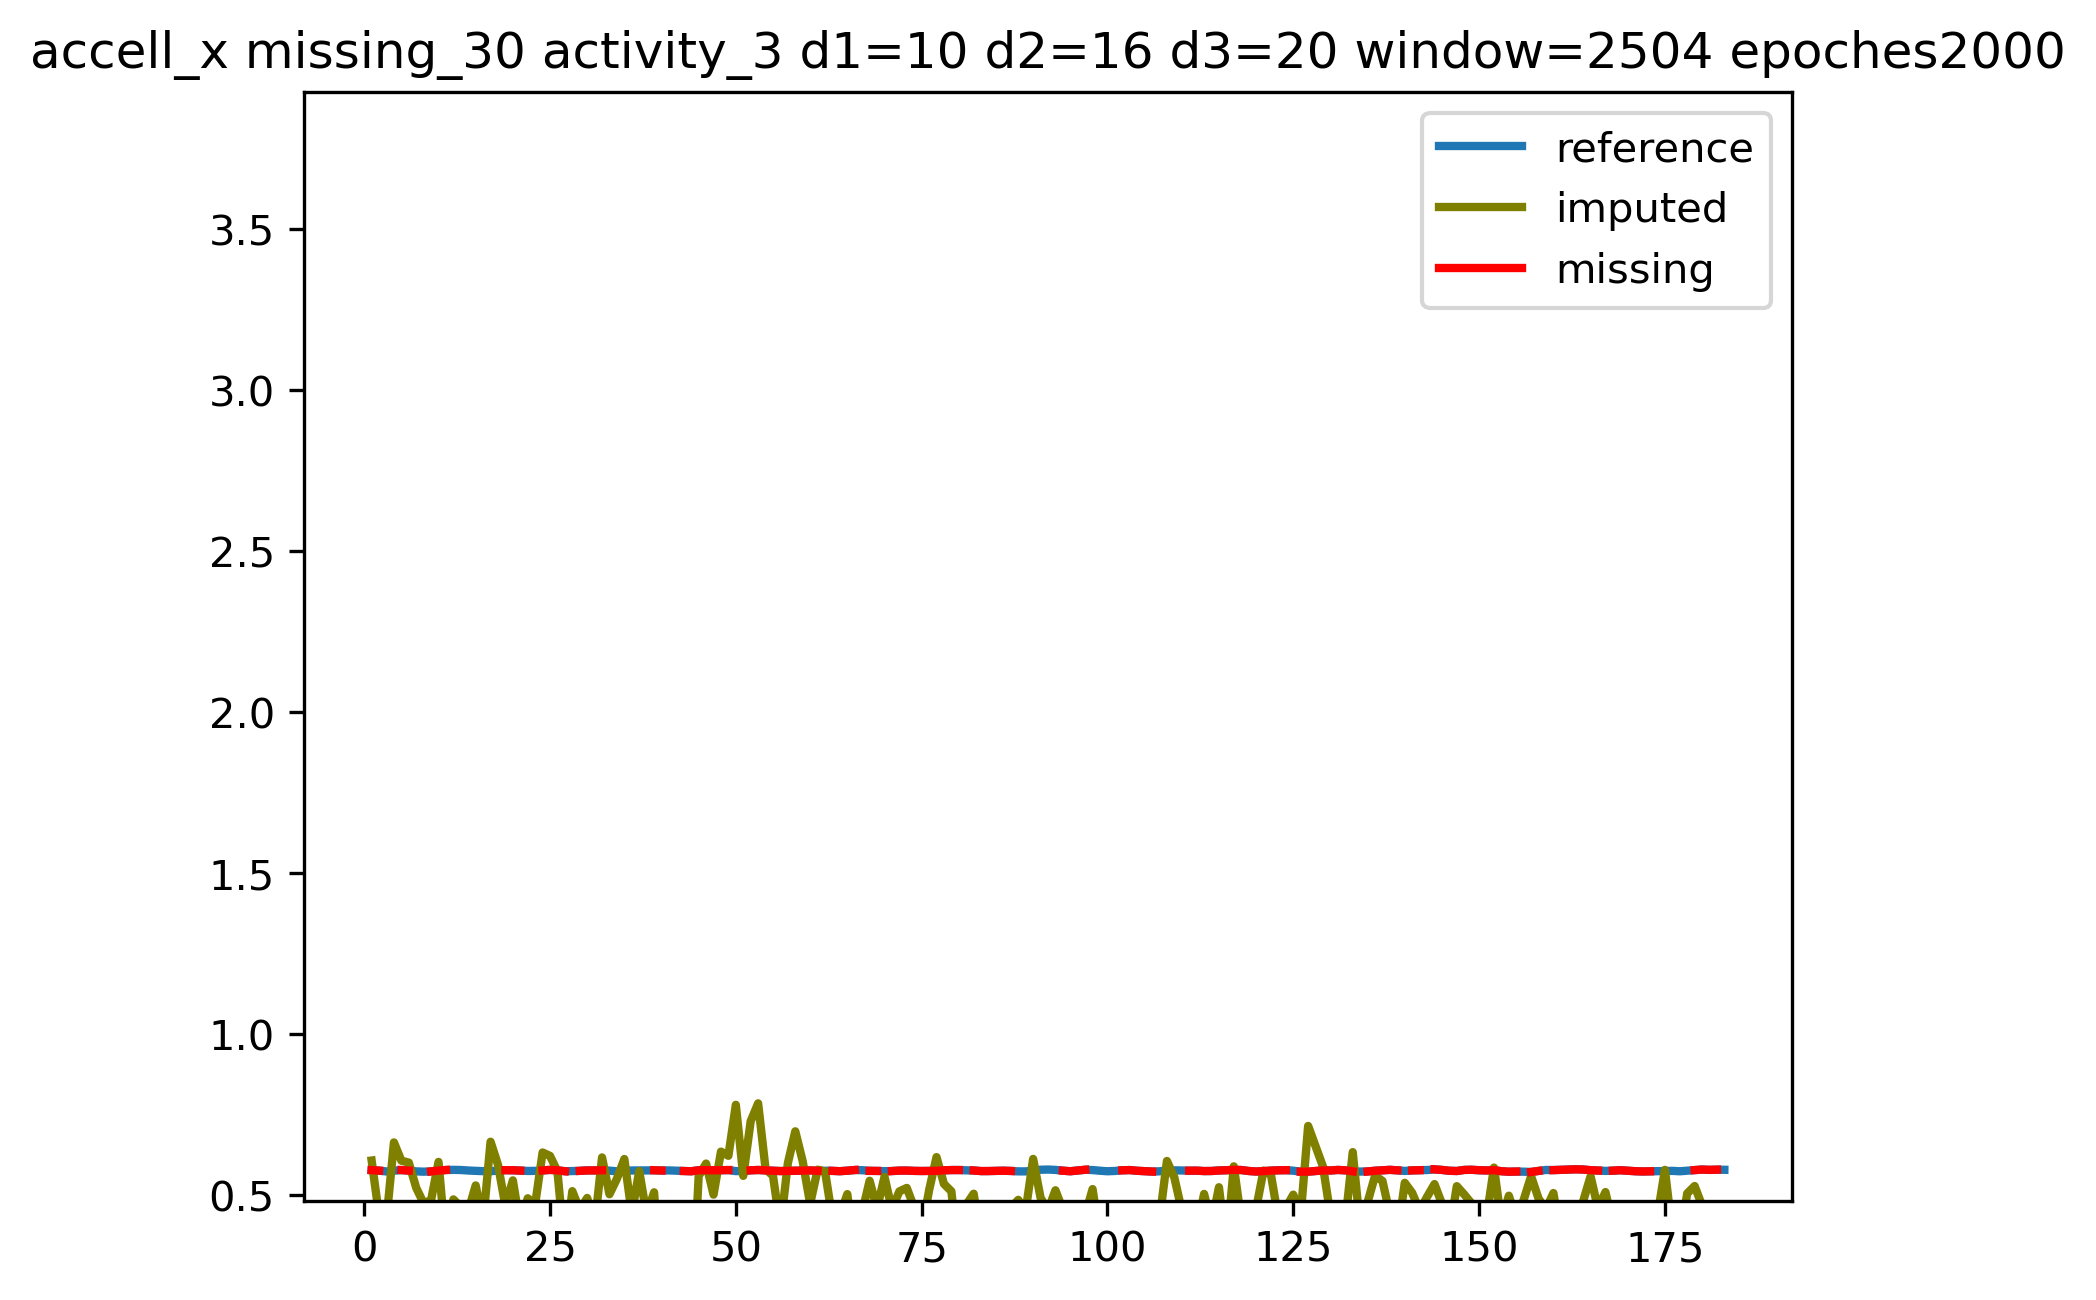 accell_x missing_30 activity_3 d1=10 d2=16 d3=20 window=2504 epoches2000
reference
imputed
missing
3.5
3.0
2.5
2.0
1.5
1.0
0.5
0 25 50 75 100 125 150 175